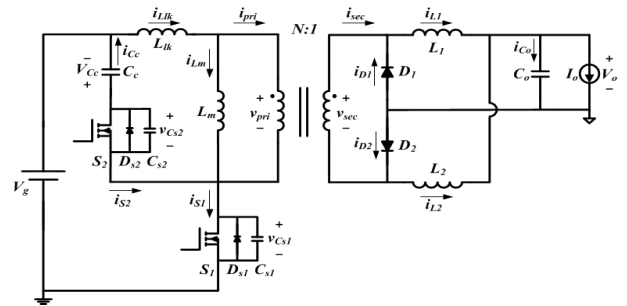 i_Llk
i_pri
N:1
i_sec
i_L1
L_lk
L_1
i_Cc
i_Lm
i_Co
V_Cc
−
+
C_c
i_D1
D_1
C_o
I_o
+
V_o
−
L_m
+
v_pri
−
+
v_sec
−
+
v_Cs2
−
i_D2
D_2
S_2
D_s2
C_s2
V_g
i_S2
i_S1
L_2
i_L2
+
v_Cs1
−
S_1
D_s1
C_s1